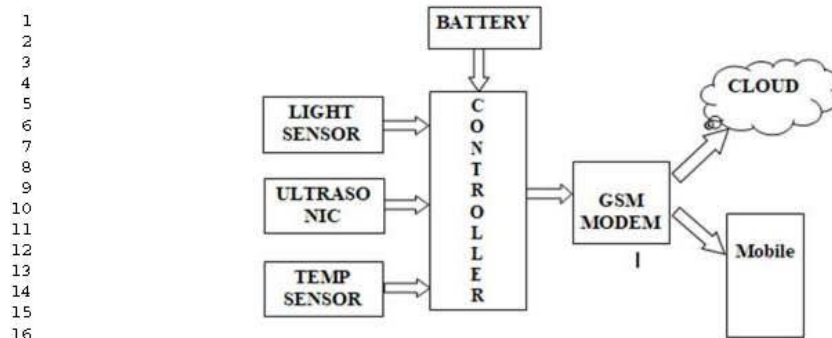 1
2
3
4
5
6
7
8
9
10
11
12
13
14
15
16
BATTERY
LIGHT
SENSOR
ULTRASO
NIC
TEMP
SENSOR
CONTROLLER
GSM
MODEM
CLOUD
Mobile